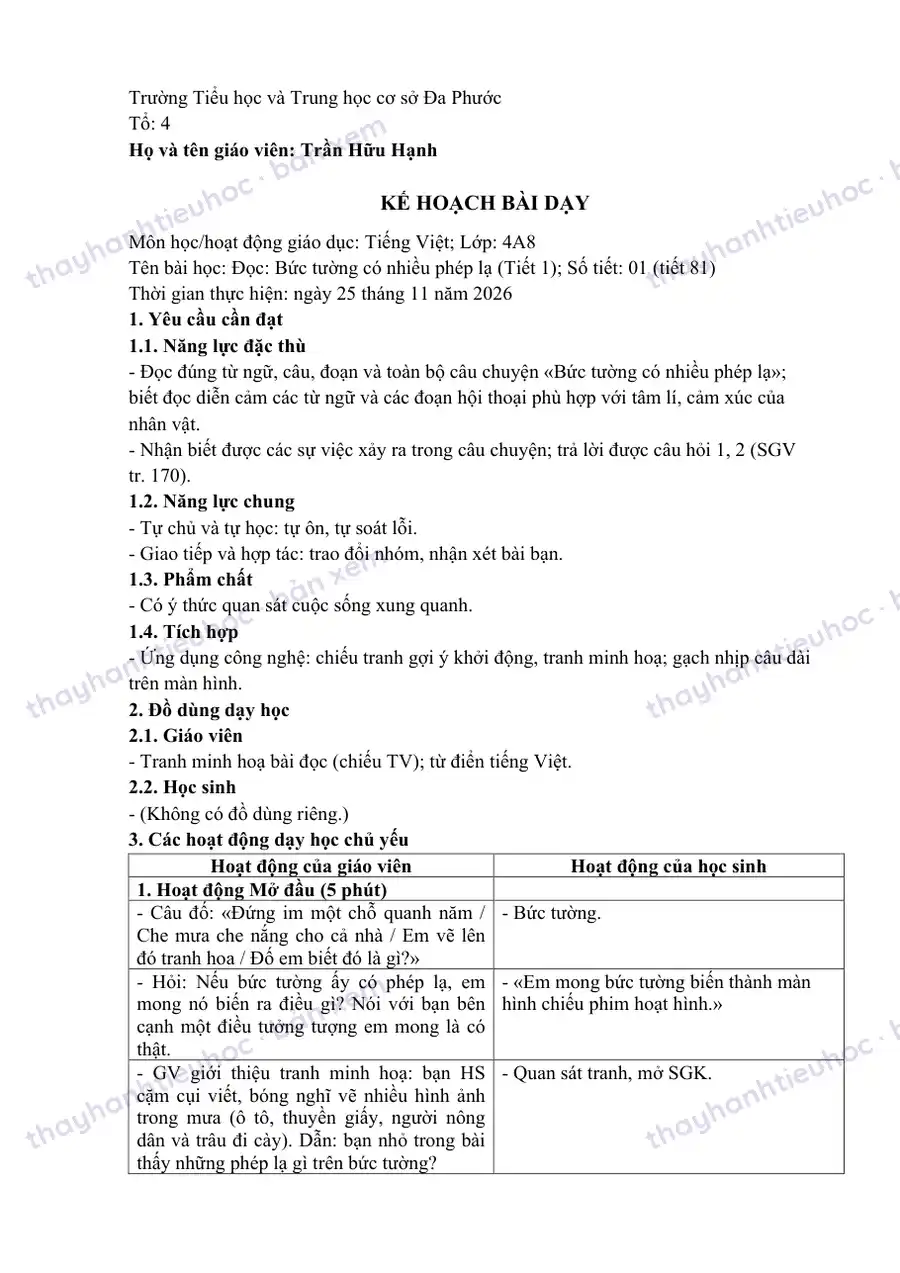 Trường Tiểu học và Trung học cơ sở Đa Phước
Tổ: 4
Họ và tên giáo viên: Trần Hữu Hạnh
KẾ HOẠCH BÀI DẠY
Môn học/hoạt động giáo dục: Tiếng Việt; Lớp: 4A8
Tên bài học: Đọc: Bức tường có nhiều phép lạ (Tiết 1); Số tiết: 01 (tiết 81)
Thời gian thực hiện: ngày 25 tháng 11 năm 2026
1. Yêu cầu cần đạt
1.1. Năng lực đặc thù
- Đọc đúng từ ngữ, câu, đoạn và toàn bộ câu chuyện «Bức tường có nhiều phép lạ»;
biết đọc diễn cảm các từ ngữ và các đoạn hội thoại phù hợp với tâm lí, cảm xúc của
nhân vật.
- Nhận biết được các sự việc xảy ra trong câu chuyện; trả lời được câu hỏi 1, 2 (SGV
tr. 170).
1.2. Năng lực chung
- Tự chủ và tự học: tự ôn, tự soát lỗi.
- Giao tiếp và hợp tác: trao đổi nhóm, nhận xét bài bạn.
1.3. Phẩm chất
- Có ý thức quan sát cuộc sống xung quanh.
1.4. Tích hợp
- Ứng dụng công nghệ: chiếu tranh gợi ý khởi động, tranh minh hoạ; gạch nhịp câu dài
trên màn hình.
2. Đồ dùng dạy học
2.1. Giáo viên
- Tranh minh hoạ bài đọc (chiếu TV); từ điển tiếng Việt.
2.2. Học sinh
- (Không có đồ dùng riêng.)
3. Các hoạt động dạy học chủ yếu
Hoạt động của giáo viên
Hoạt động của học sinh
1. Hoạt động Mở đầu (5 phút)
- Câu đố: «Đứng im một chỗ quanh năm /
Che mưa che nắng cho cả nhà / Em vẽ lên
đó tranh hoa / Đố em biết đó là gì?»
- Bức tường.
- Hỏi: Nếu bức tường ấy có phép lạ, em
mong nó biến ra điều gì? Nói với bạn bên
cạnh một điều tưởng tượng em mong là có
thật.
- «Em mong bức tường biến thành màn
hình chiếu phim hoạt hình.»
- GV giới thiệu tranh minh hoạ: bạn HS
cặm cụi viết, bóng nghĩ vẽ nhiều hình ảnh
trong mưa (ô tô, thuyền giấy, người nông
dân và trâu đi cày). Dẫn: bạn nhỏ trong bài
thấy những phép lạ gì trên bức tường?
- Quan sát tranh, mở SGK.
thayhanhtieuhoc · bản xem
thayhanhtieuhoc · b
thayhanhtieuhoc · bản xem
thayhanhtieuhoc · b
thayhanhtieuhoc · bản xem
thayhanhtieuhoc · b